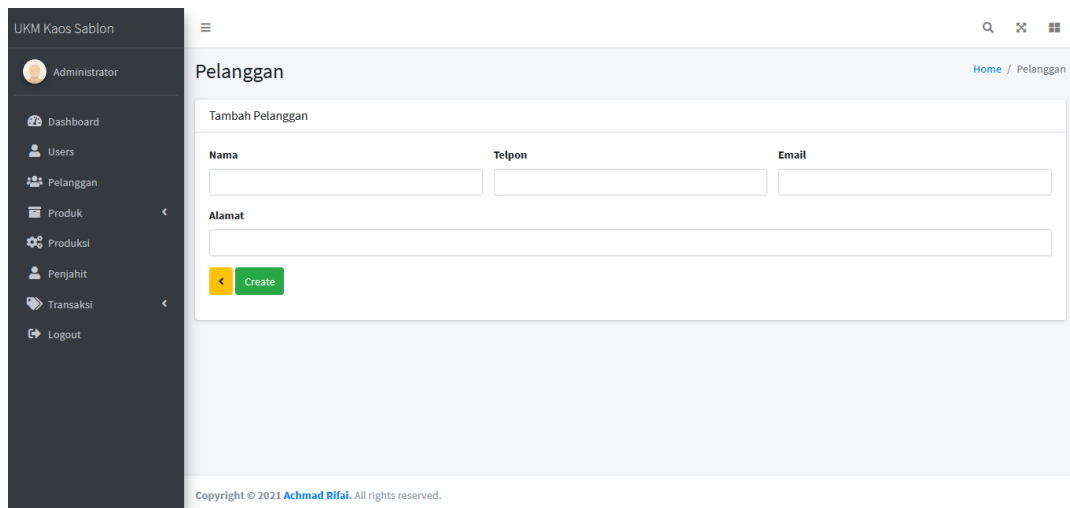 UKM Kaos Sablon
Administrator
Dashboard
Users
Pelanggan
Produk
Produksi
Penjahit
Transaksi
Logout
Pelanggan
Home / Pelanggan
Tambah Pelanggan
Nama Telpon Email
Alamat
Create
Copyright © 2021 Achmad Rifai. All rights reserved.